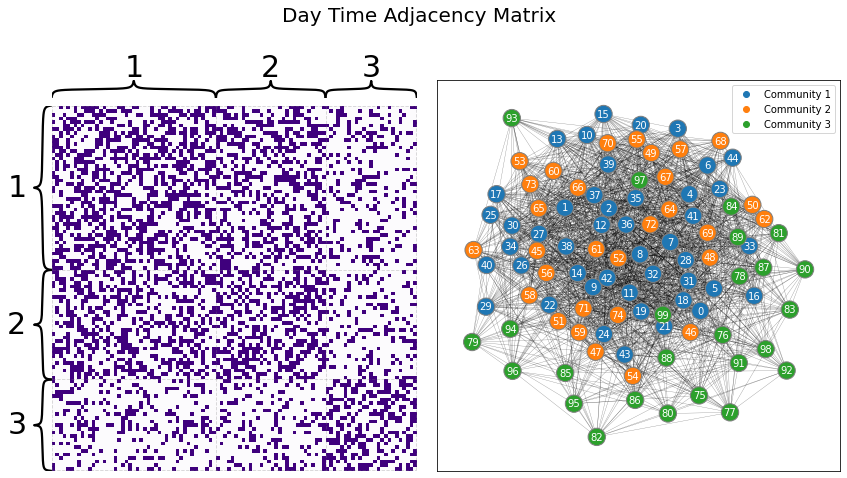 Day Time Adjacency Matrix
1 2 3
1
2
3
Community 1
Community 2
Community 3
93 15 20 3 13 10 70 55 49 57 68
53 60 39 6 44
73 66 97 67 23
17 37 35 4 84 50
25 65 1 2 64 41 62
30 12 36 72 69 81
27 89 33
63 34 45 38 61 8 7 48
40 26 52 28 87 90
56 14 42 32 31 78
9 5
58 11 18 16
29 22 71 19 0 83
51 74 99
94 59 24 21 46 76
79 47 43 98
88 91
96 85 54 92
95 86 75
80 77
82